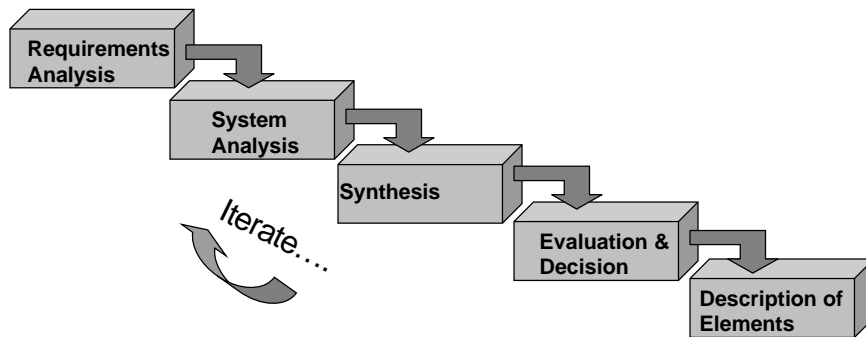 Requirements
Analysis
System
Analysis
Synthesis
Iterate....
Evaluation &
Decision
Description of
Elements